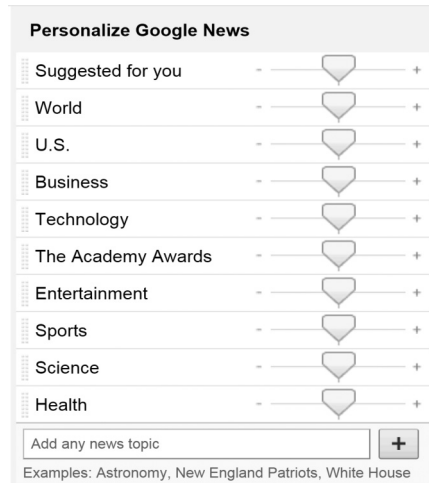 Personalize Google News
Suggested for you - +
World - +
U.S. - +
Business - +
Technology - +
The Academy Awards - +
Entertainment - +
Sports - +
Science - +
Health - +
Add any news topic +
Examples: Astronomy, New England Patriots, White House